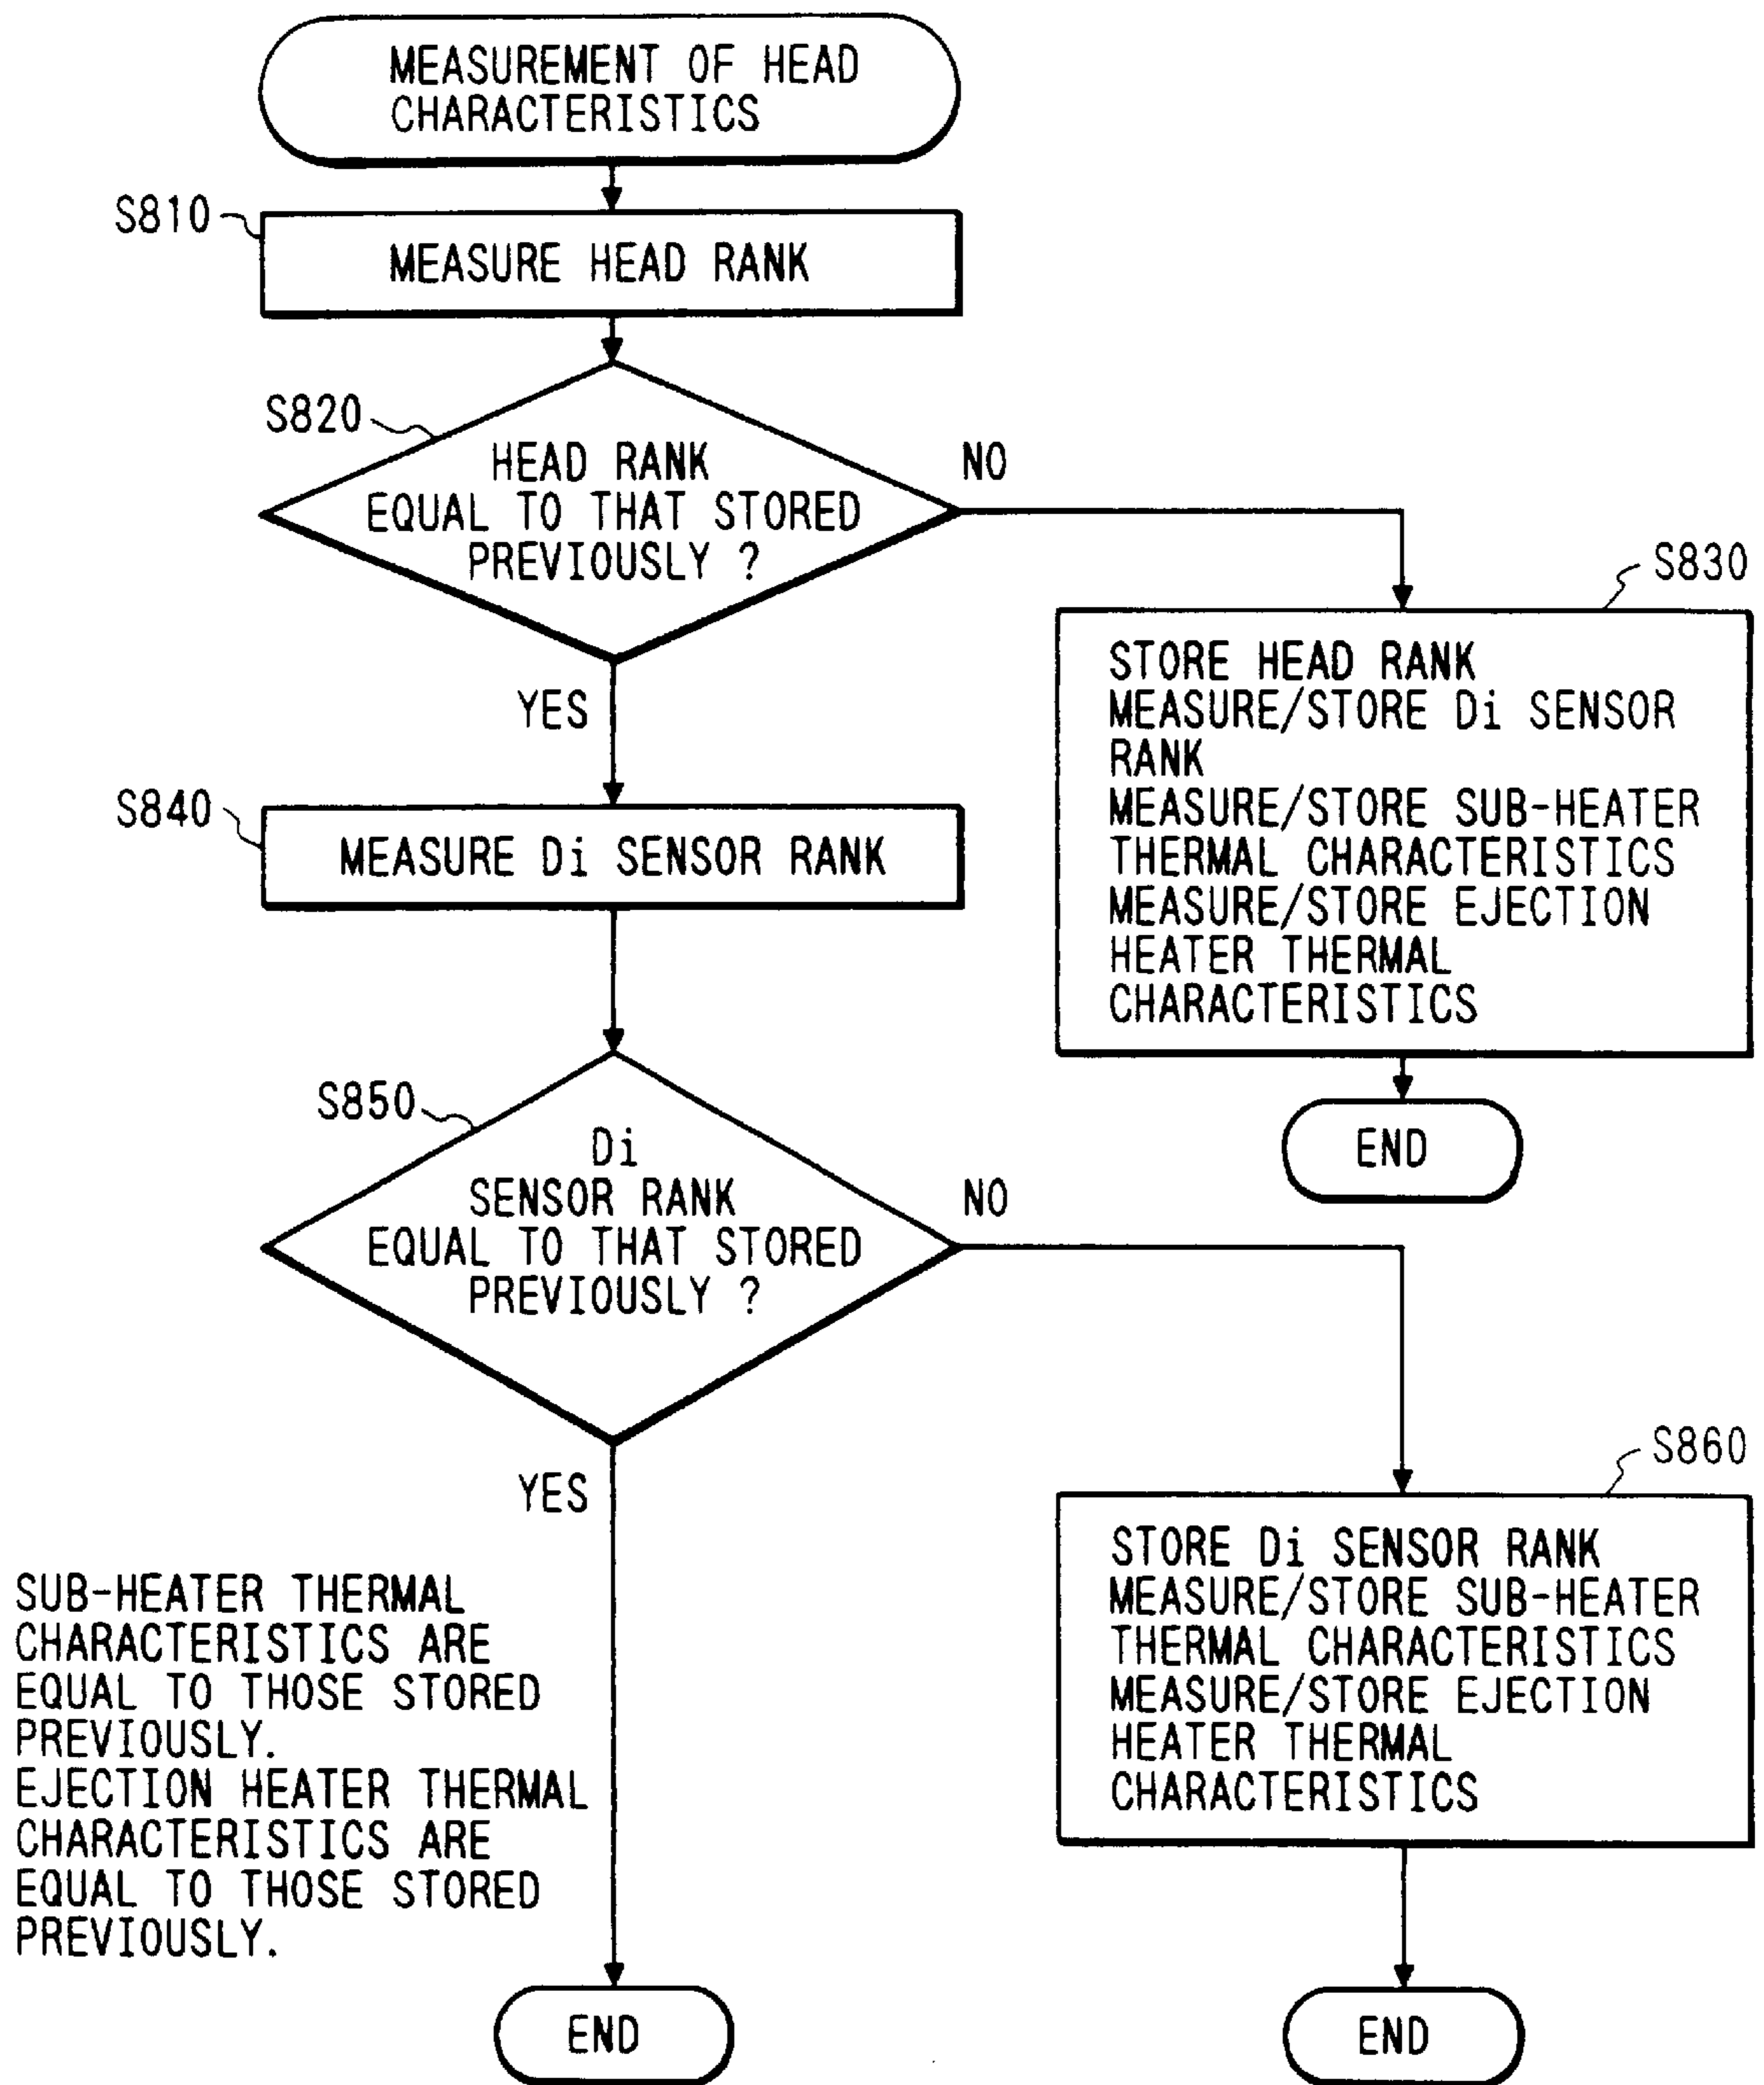 MEASUREMENT OF HEAD
CHARACTERISTICS
S810
MEASURE HEAD RANK
S820
HEAD RANK
EQUAL TO THAT STORED
PREVIOUSLY ?
NO
YES
S830
STORE HEAD RANK
MEASURE/STORE Di SENSOR
RANK
MEASURE/STORE SUB-HEATER
THERMAL CHARACTERISTICS
MEASURE/STORE EJECTION
HEATER THERMAL
CHARACTERISTICS
END
S840
MEASURE Di SENSOR RANK
S850
Di
SENSOR RANK
EQUAL TO THAT STORED
PREVIOUSLY ?
NO
YES
S860
STORE Di SENSOR RANK
MEASURE/STORE SUB-HEATER
THERMAL CHARACTERISTICS
MEASURE/STORE EJECTION
HEATER THERMAL
CHARACTERISTICS
END
SUB-HEATER THERMAL
CHARACTERISTICS ARE
EQUAL TO THOSE STORED
PREVIOUSLY.
EJECTION HEATER THERMAL
CHARACTERISTICS ARE
EQUAL TO THOSE STORED
PREVIOUSLY.
END